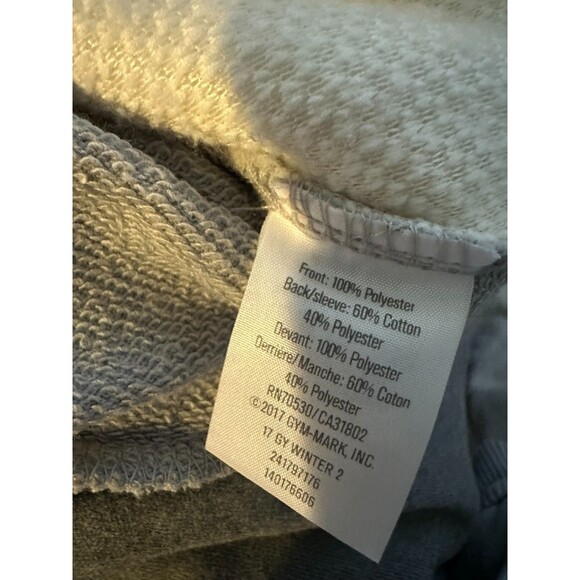 Front: 100% Polyester
Back/sleeve: 60% Cotton
40% Polyester
Devant: 100% Polyester
Derrière/Manche: 60% Coton
40% Polyester
RN70530/CA31802
©2017 GYM-MARK, INC.
17 GY WINTER 2
241797176
140176606